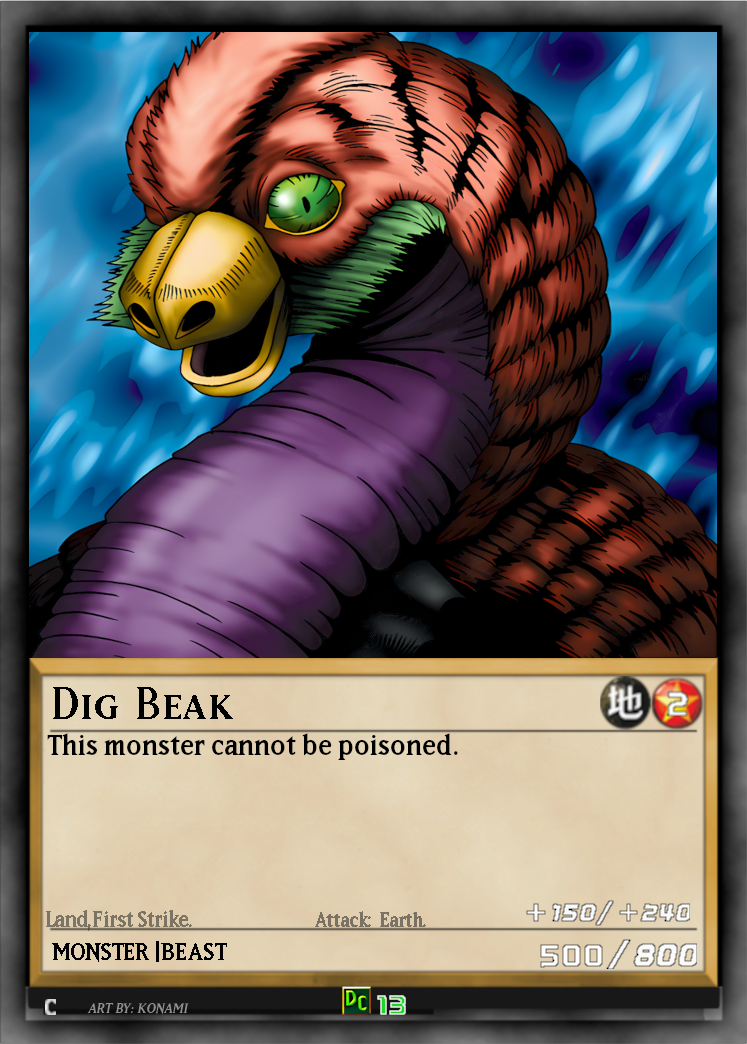 DIG BEAK 地 2
This monster cannot be poisoned.
Land,First Strike. Attack: Earth. +150/+240
MONSTER |BEAST 500/800
C ART BY: KONAMI DC 13